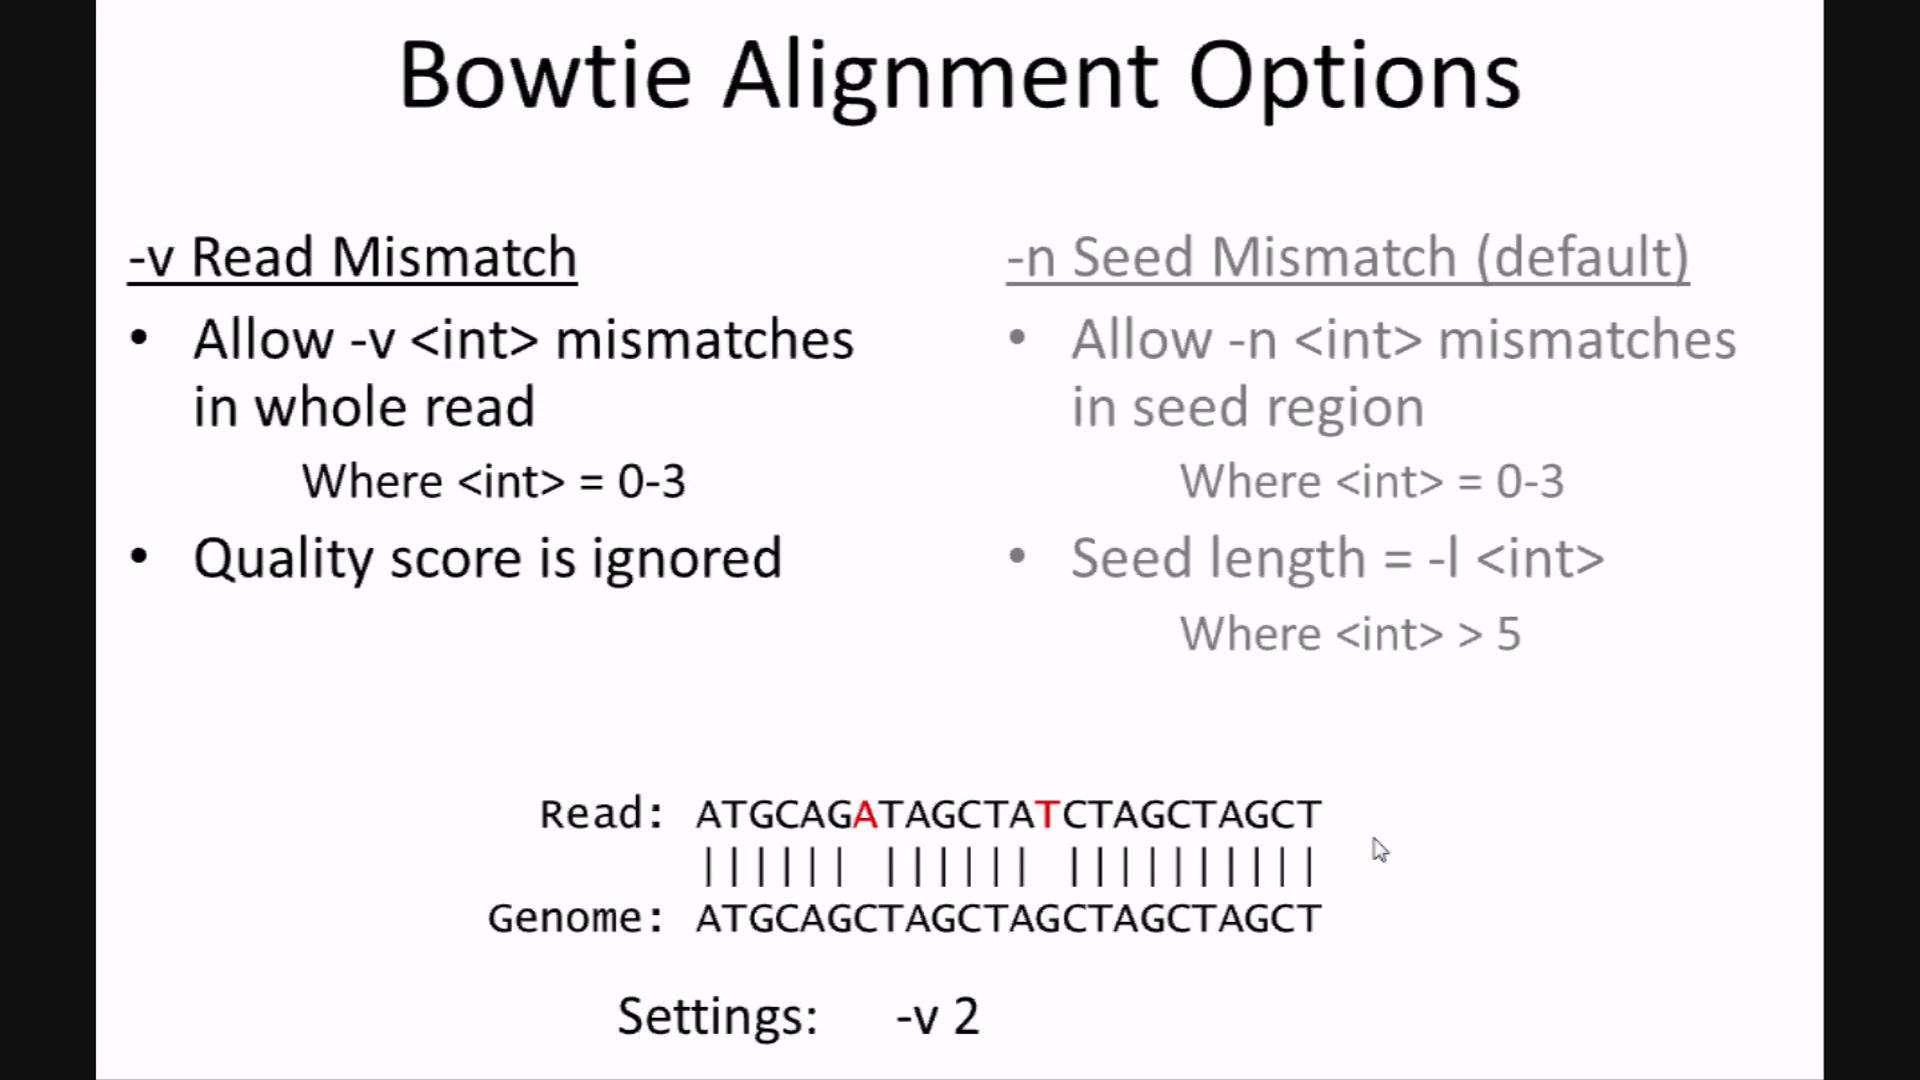 Bowtie Alignment Options
-v Read Mismatch
• Allow -v <int> mismatches
in whole read
Where <int> = 0-3
• Quality score is ignored
-n Seed Mismatch (default)
• Allow -n <int> mismatches
in seed region
Where <int> = 0-3
• Seed length = -l <int>
Where <int> > 5
Read: ATGCAGATAGCTATCTAGCTAGCT
|||||| |||||| ||||||||||
Genome: ATGCAGCTAGCTAGCTAGCTAGCT
Settings: -v 2